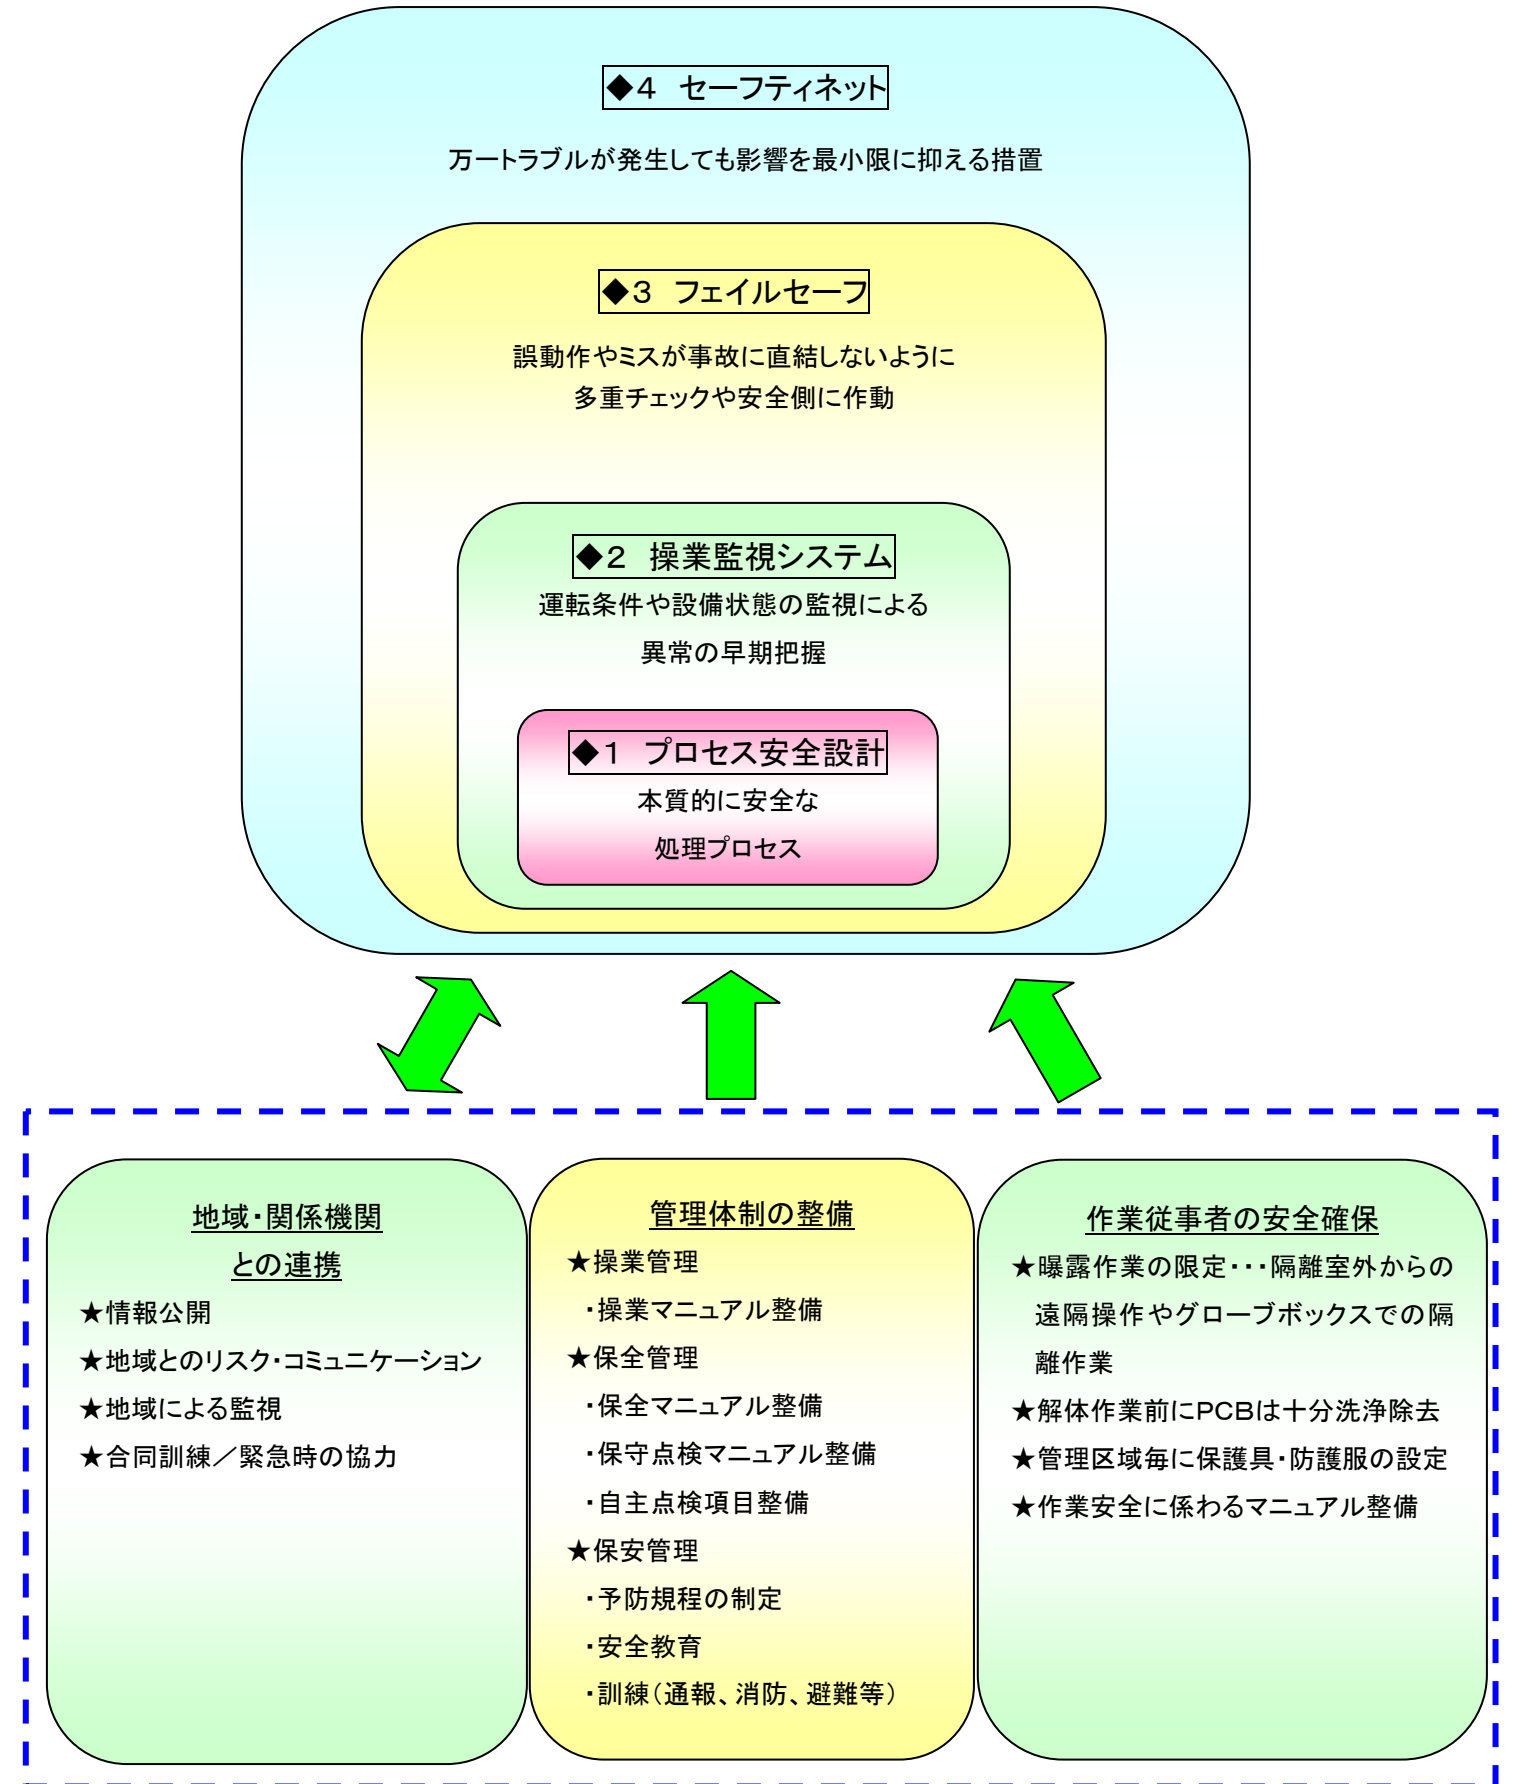 ◆4　セーフティネット
万一トラブルが発生しても影響を最小限に抑える措置
◆3　フェイルセーフ
誤動作やミスが事故に直結しないように
多重チェックや安全側に作動
◆2　操業監視システム
運転条件や設備状態の監視による
異常の早期把握
◆1　プロセス安全設計
本質的に安全な
処理プロセス
地域・関係機関
との連携
★情報公開
★地域とのリスク・コミュニケーション
★地域による監視
★合同訓練／緊急時の協力
管理体制の整備
★操業管理
・操業マニュアル整備
★保全管理
・保全マニュアル整備
・保守点検マニュアル整備
・自主点検項目整備
★保安管理
・予防規程の制定
・安全教育
・訓練（通報、消防、避難等）
作業従事者の安全確保
★曝露作業の限定・・・隔離室外からの
遠隔操作やグローブボックスでの隔
離作業
★解体作業前にPCBは十分洗浄除去
★管理区域毎に保護具・防護服の設定
★作業安全に係わるマニュアル整備